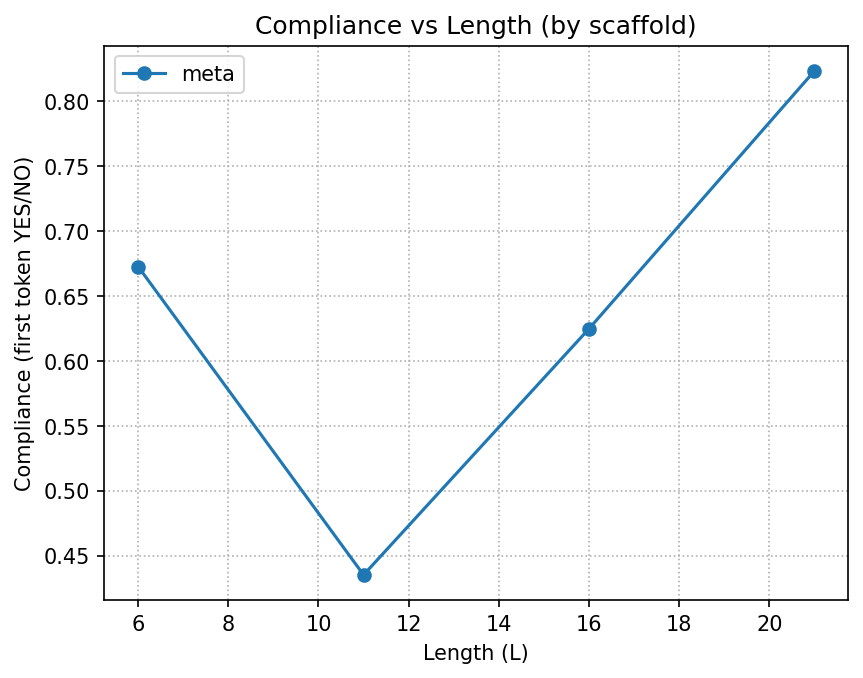 Compliance vs Length (by scaffold)
meta
Compliance (first token YES/NO)
0.80
0.75
0.70
0.65
0.60
0.55
0.50
0.45
6 8 10 12 14 16 18 20
Length (L)